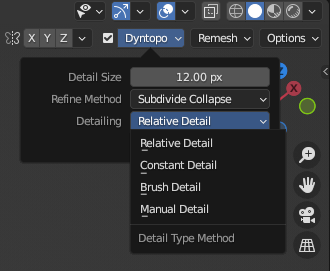 X Y Z Dyntopo Remesh Options
Detail Size 12.00 px
Refine Method Subdivide Collapse
Detailing Relative Detail
Relative Detail
Constant Detail
Brush Detail
Manual Detail
Detail Type Method
X